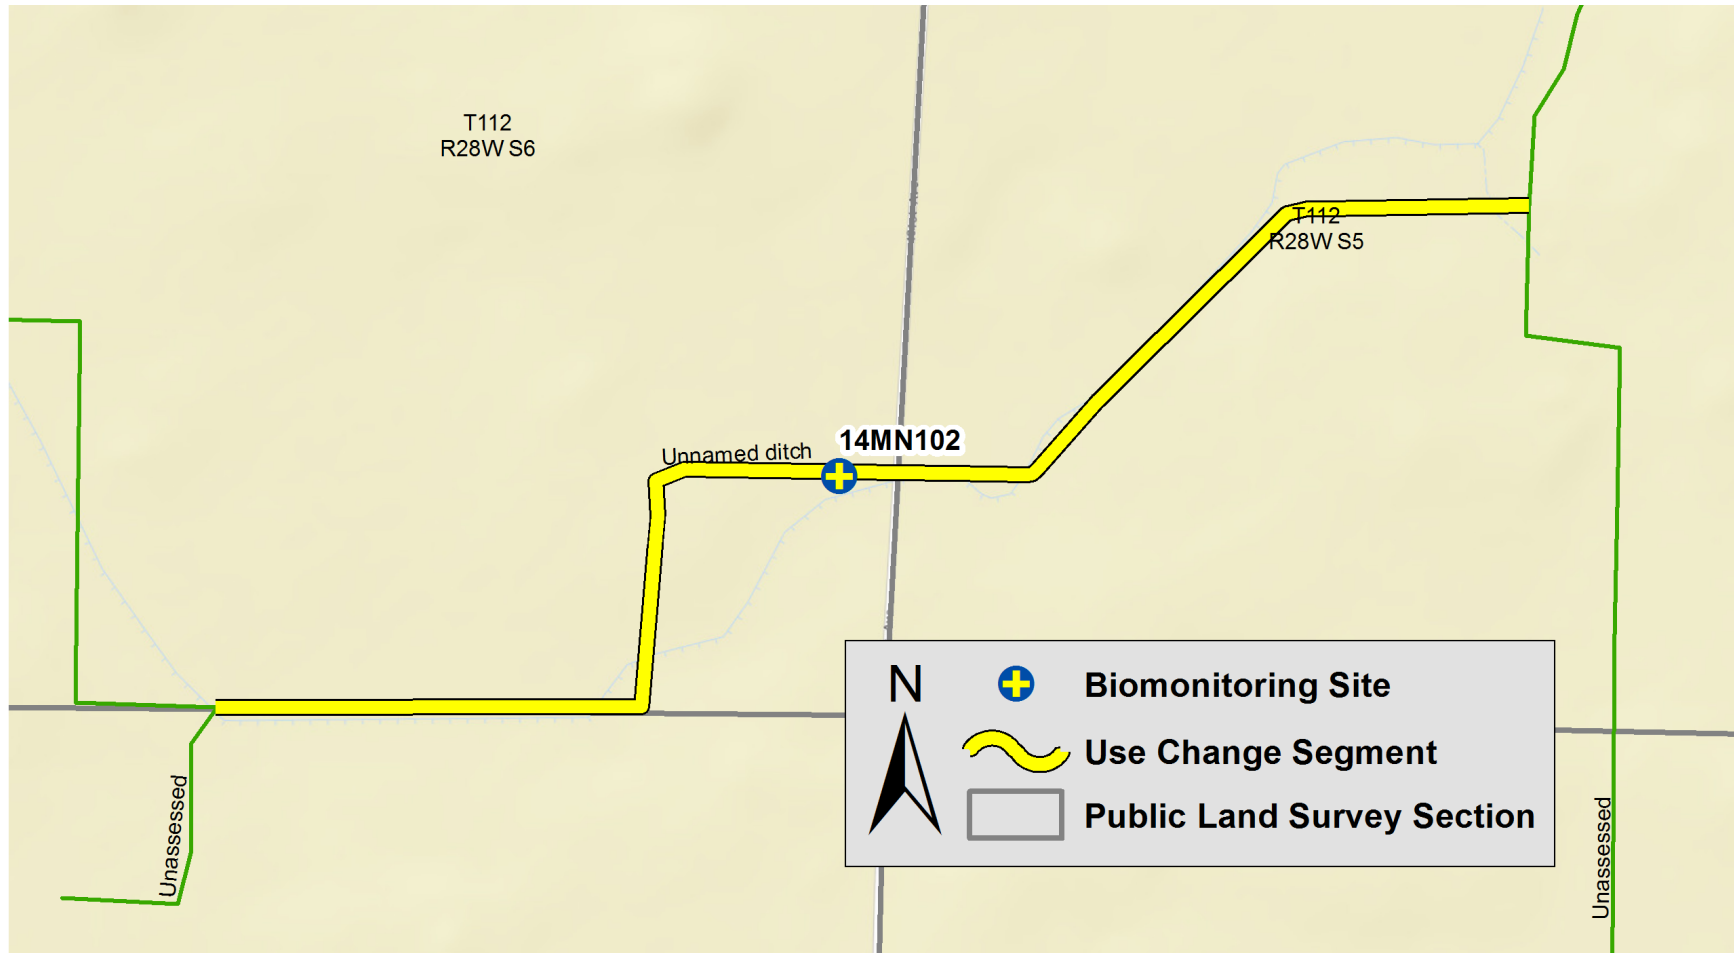 T112
R28W S6
T112
R28W S5
14MN102
Unnamed ditch
N
Biomonitoring Site
Use Change Segment
Public Land Survey Section
Unassessed
Unassessed